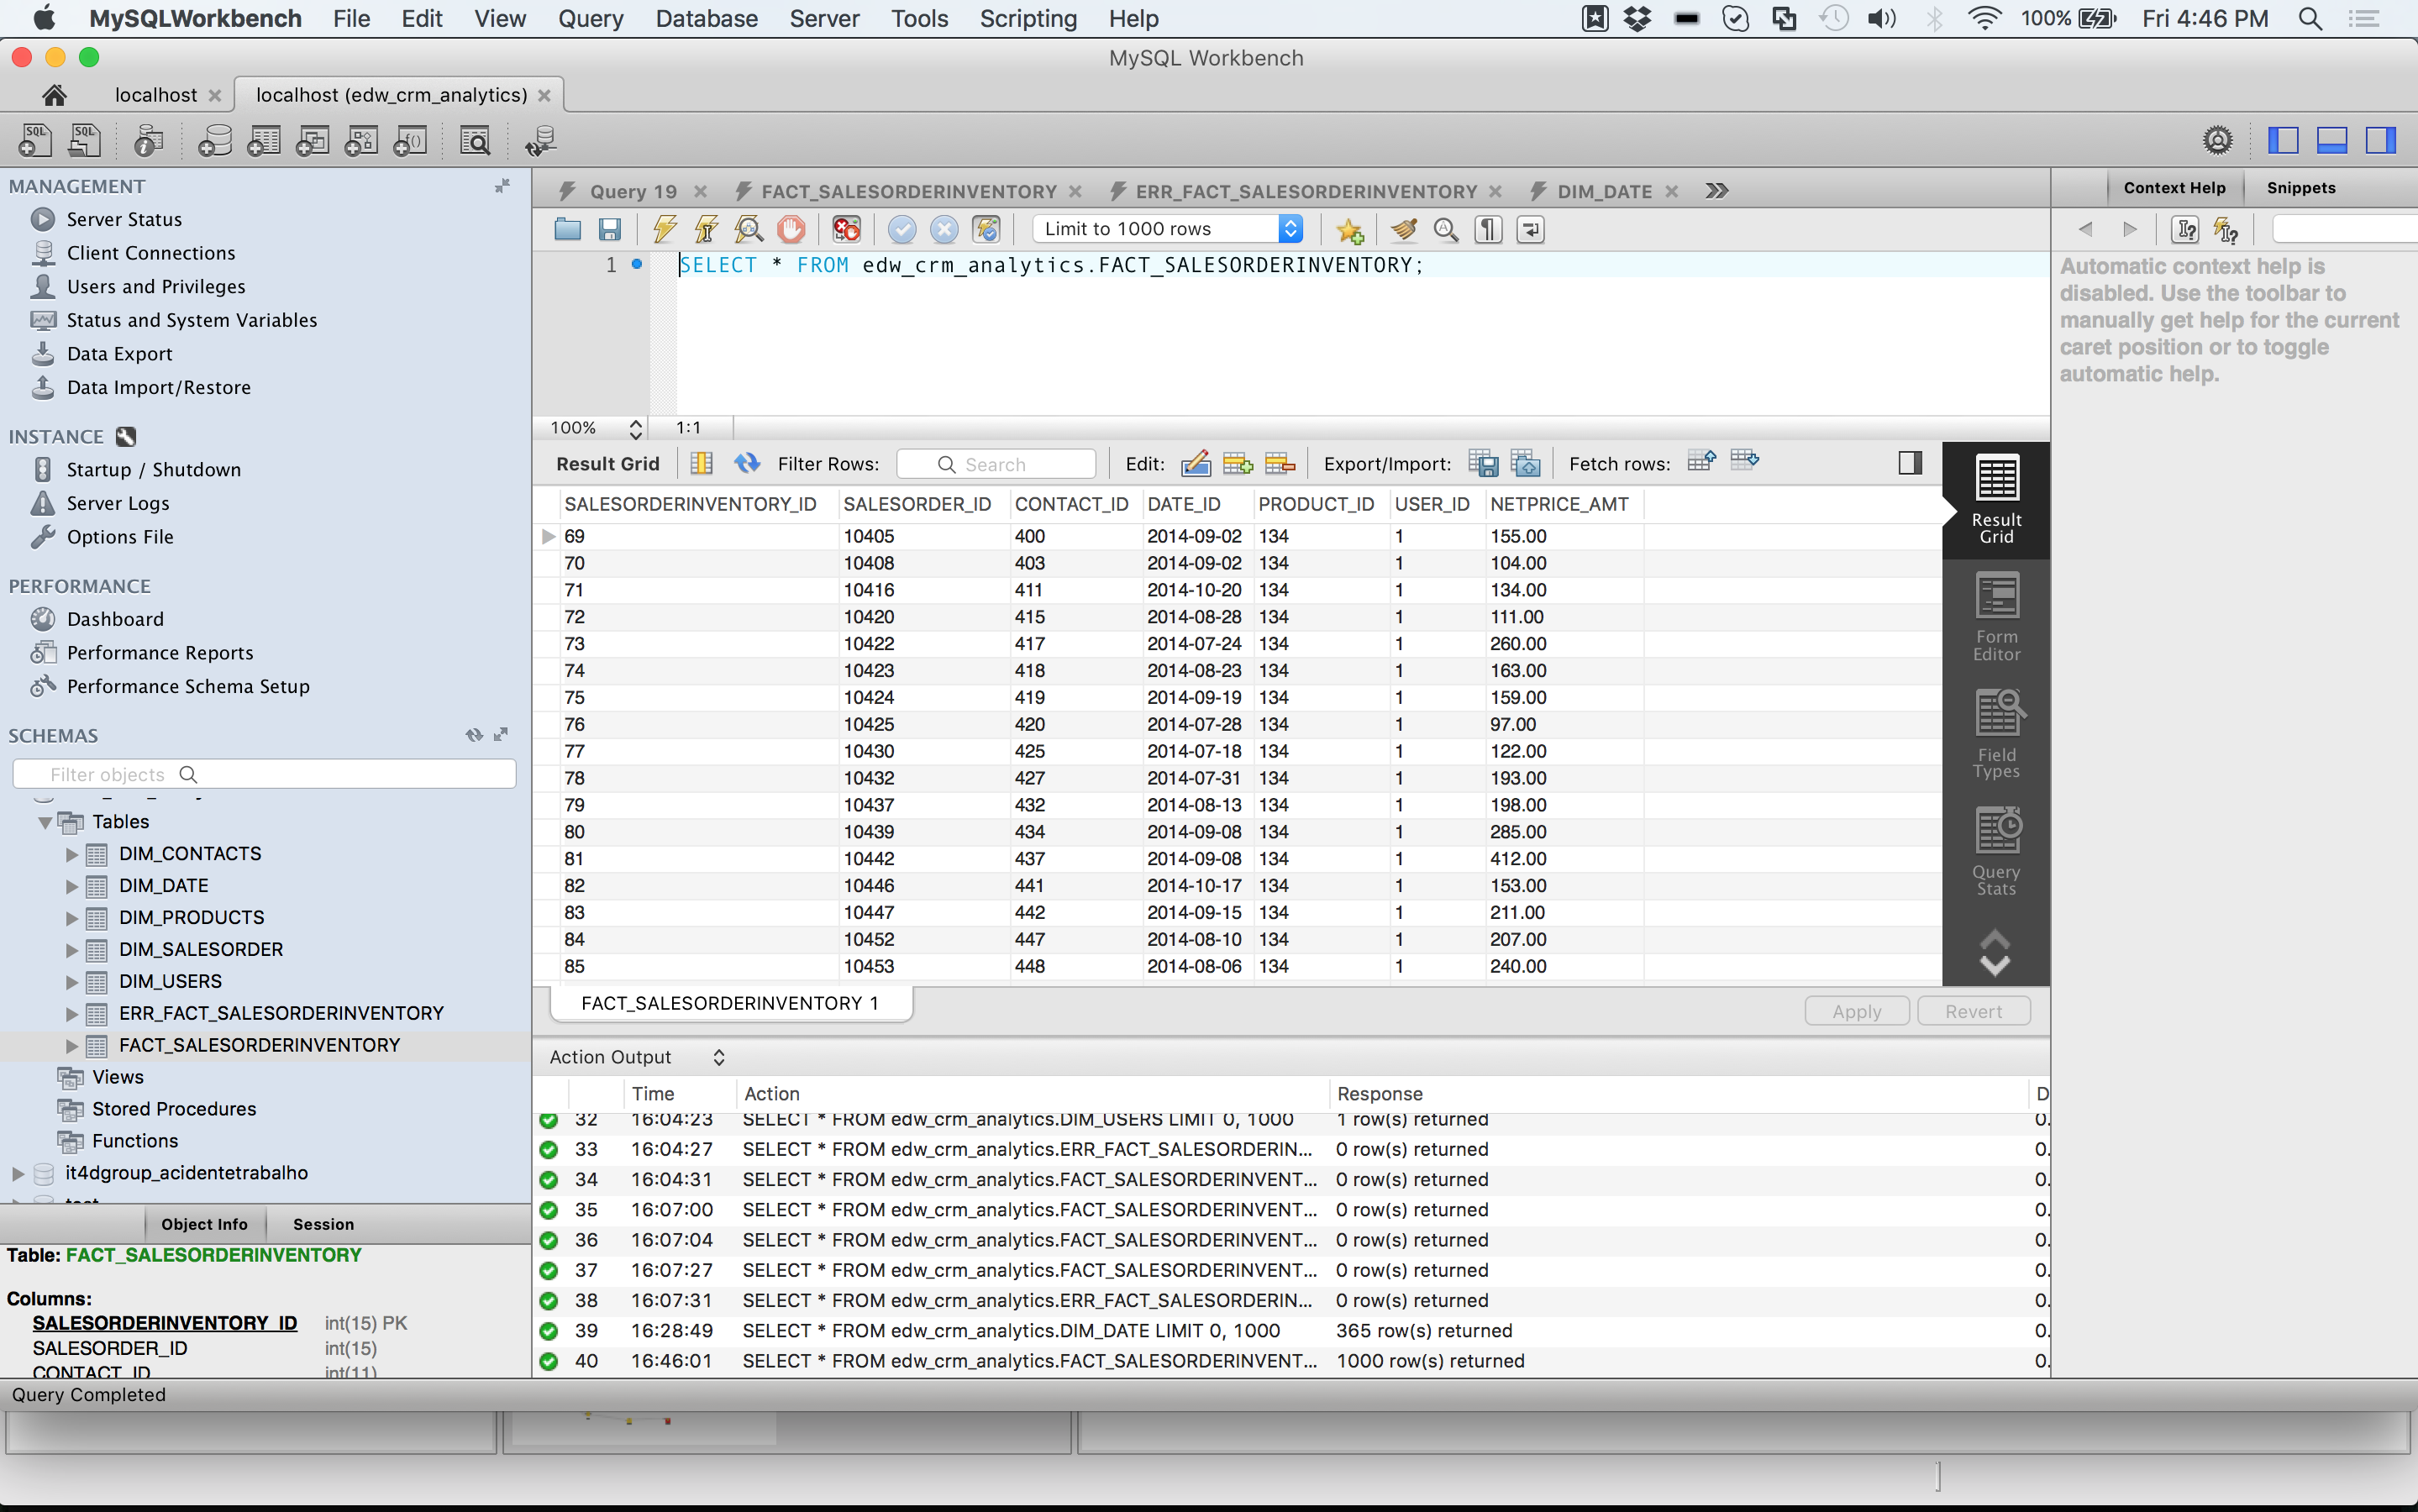 MySQLWorkbench File Edit View Query Database Server Tools Scripting Help 100% Fri 4:46 PM
MySQL Workbench
localhost localhost (edw_crm_analytics)
MANAGEMENT
Server Status
Client Connections
Users and Privileges
Status and System Variables
Data Export
Data Import/Restore
INSTANCE
Startup / Shutdown
Server Logs
Options File
PERFORMANCE
Dashboard
Performance Reports
Performance Schema Setup
SCHEMAS
Filter objects
Tables
DIM_CONTACTS
DIM_DATE
DIM_PRODUCTS
DIM_SALESORDER
DIM_USERS
ERR_FACT_SALESORDERINVENTORY
FACT_SALESORDERINVENTORY
Views
Stored Procedures
Functions
it4dgroup_acidentetrabalho
Object Info Session
Table: FACT_SALESORDERINVENTORY
Columns:
SALESORDERINVENTORY_ID int(15) PK
SALESORDER_ID int(15)
CONTACT_ID int(11)
Query Completed
Query 19 FACT_SALESORDERINVENTORY ERR_FACT_SALESORDERINVENTORY DIM_DATE
Limit to 1000 rows
1 SELECT * FROM edw_crm_analytics.FACT_SALESORDERINVENTORY;
100% 1:1
Result Grid Filter Rows: Search Edit: Export/Import: Fetch rows:
SALESORDERINVENTORY_ID SALESORDER_ID CONTACT_ID DATE_ID PRODUCT_ID USER_ID NETPRICE_AMT
69 10405 400 2014-09-02 134 1 155.00
70 10408 403 2014-09-02 134 1 104.00
71 10416 411 2014-10-20 134 1 134.00
72 10420 415 2014-08-28 134 1 111.00
73 10422 417 2014-07-24 134 1 260.00
74 10423 418 2014-08-23 134 1 163.00
75 10424 419 2014-09-19 134 1 159.00
76 10425 420 2014-07-28 134 1 97.00
77 10430 425 2014-07-18 134 1 122.00
78 10432 427 2014-07-31 134 1 193.00
79 10437 432 2014-08-13 134 1 198.00
80 10439 434 2014-09-08 134 1 285.00
81 10442 437 2014-09-08 134 1 412.00
82 10446 441 2014-10-17 134 1 153.00
83 10447 442 2014-09-15 134 1 211.00
84 10452 447 2014-08-10 134 1 207.00
85 10453 448 2014-08-06 134 1 240.00
Result
Grid
Form
Editor
Field
Types
Query
Stats
FACT_SALESORDERINVENTORY 1 Apply Revert
Action Output
Time Action Response D
32 16:04:23 SELECT * FROM edw_crm_analytics.DIM_USERS LIMIT 0, 1000 1 row(s) returned 0.
33 16:04:27 SELECT * FROM edw_crm_analytics.ERR_FACT_SALESORDERIN... 0 row(s) returned 0.
34 16:04:31 SELECT * FROM edw_crm_analytics.FACT_SALESORDERINVENT... 0 row(s) returned 0.
35 16:07:00 SELECT * FROM edw_crm_analytics.FACT_SALESORDERINVENT... 0 row(s) returned 0.
36 16:07:04 SELECT * FROM edw_crm_analytics.FACT_SALESORDERINVENT... 0 row(s) returned 0.
37 16:07:27 SELECT * FROM edw_crm_analytics.FACT_SALESORDERINVENT... 0 row(s) returned 0.
38 16:07:31 SELECT * FROM edw_crm_analytics.ERR_FACT_SALESORDERIN... 0 row(s) returned 0.
39 16:28:49 SELECT * FROM edw_crm_analytics.DIM_DATE LIMIT 0, 1000 365 row(s) returned 0.
40 16:46:01 SELECT * FROM edw_crm_analytics.FACT_SALESORDERINVENT... 1000 row(s) returned 0.
Context Help Snippets
Automatic context help is
disabled. Use the toolbar to
manually get help for the current
caret position or to toggle
automatic help.